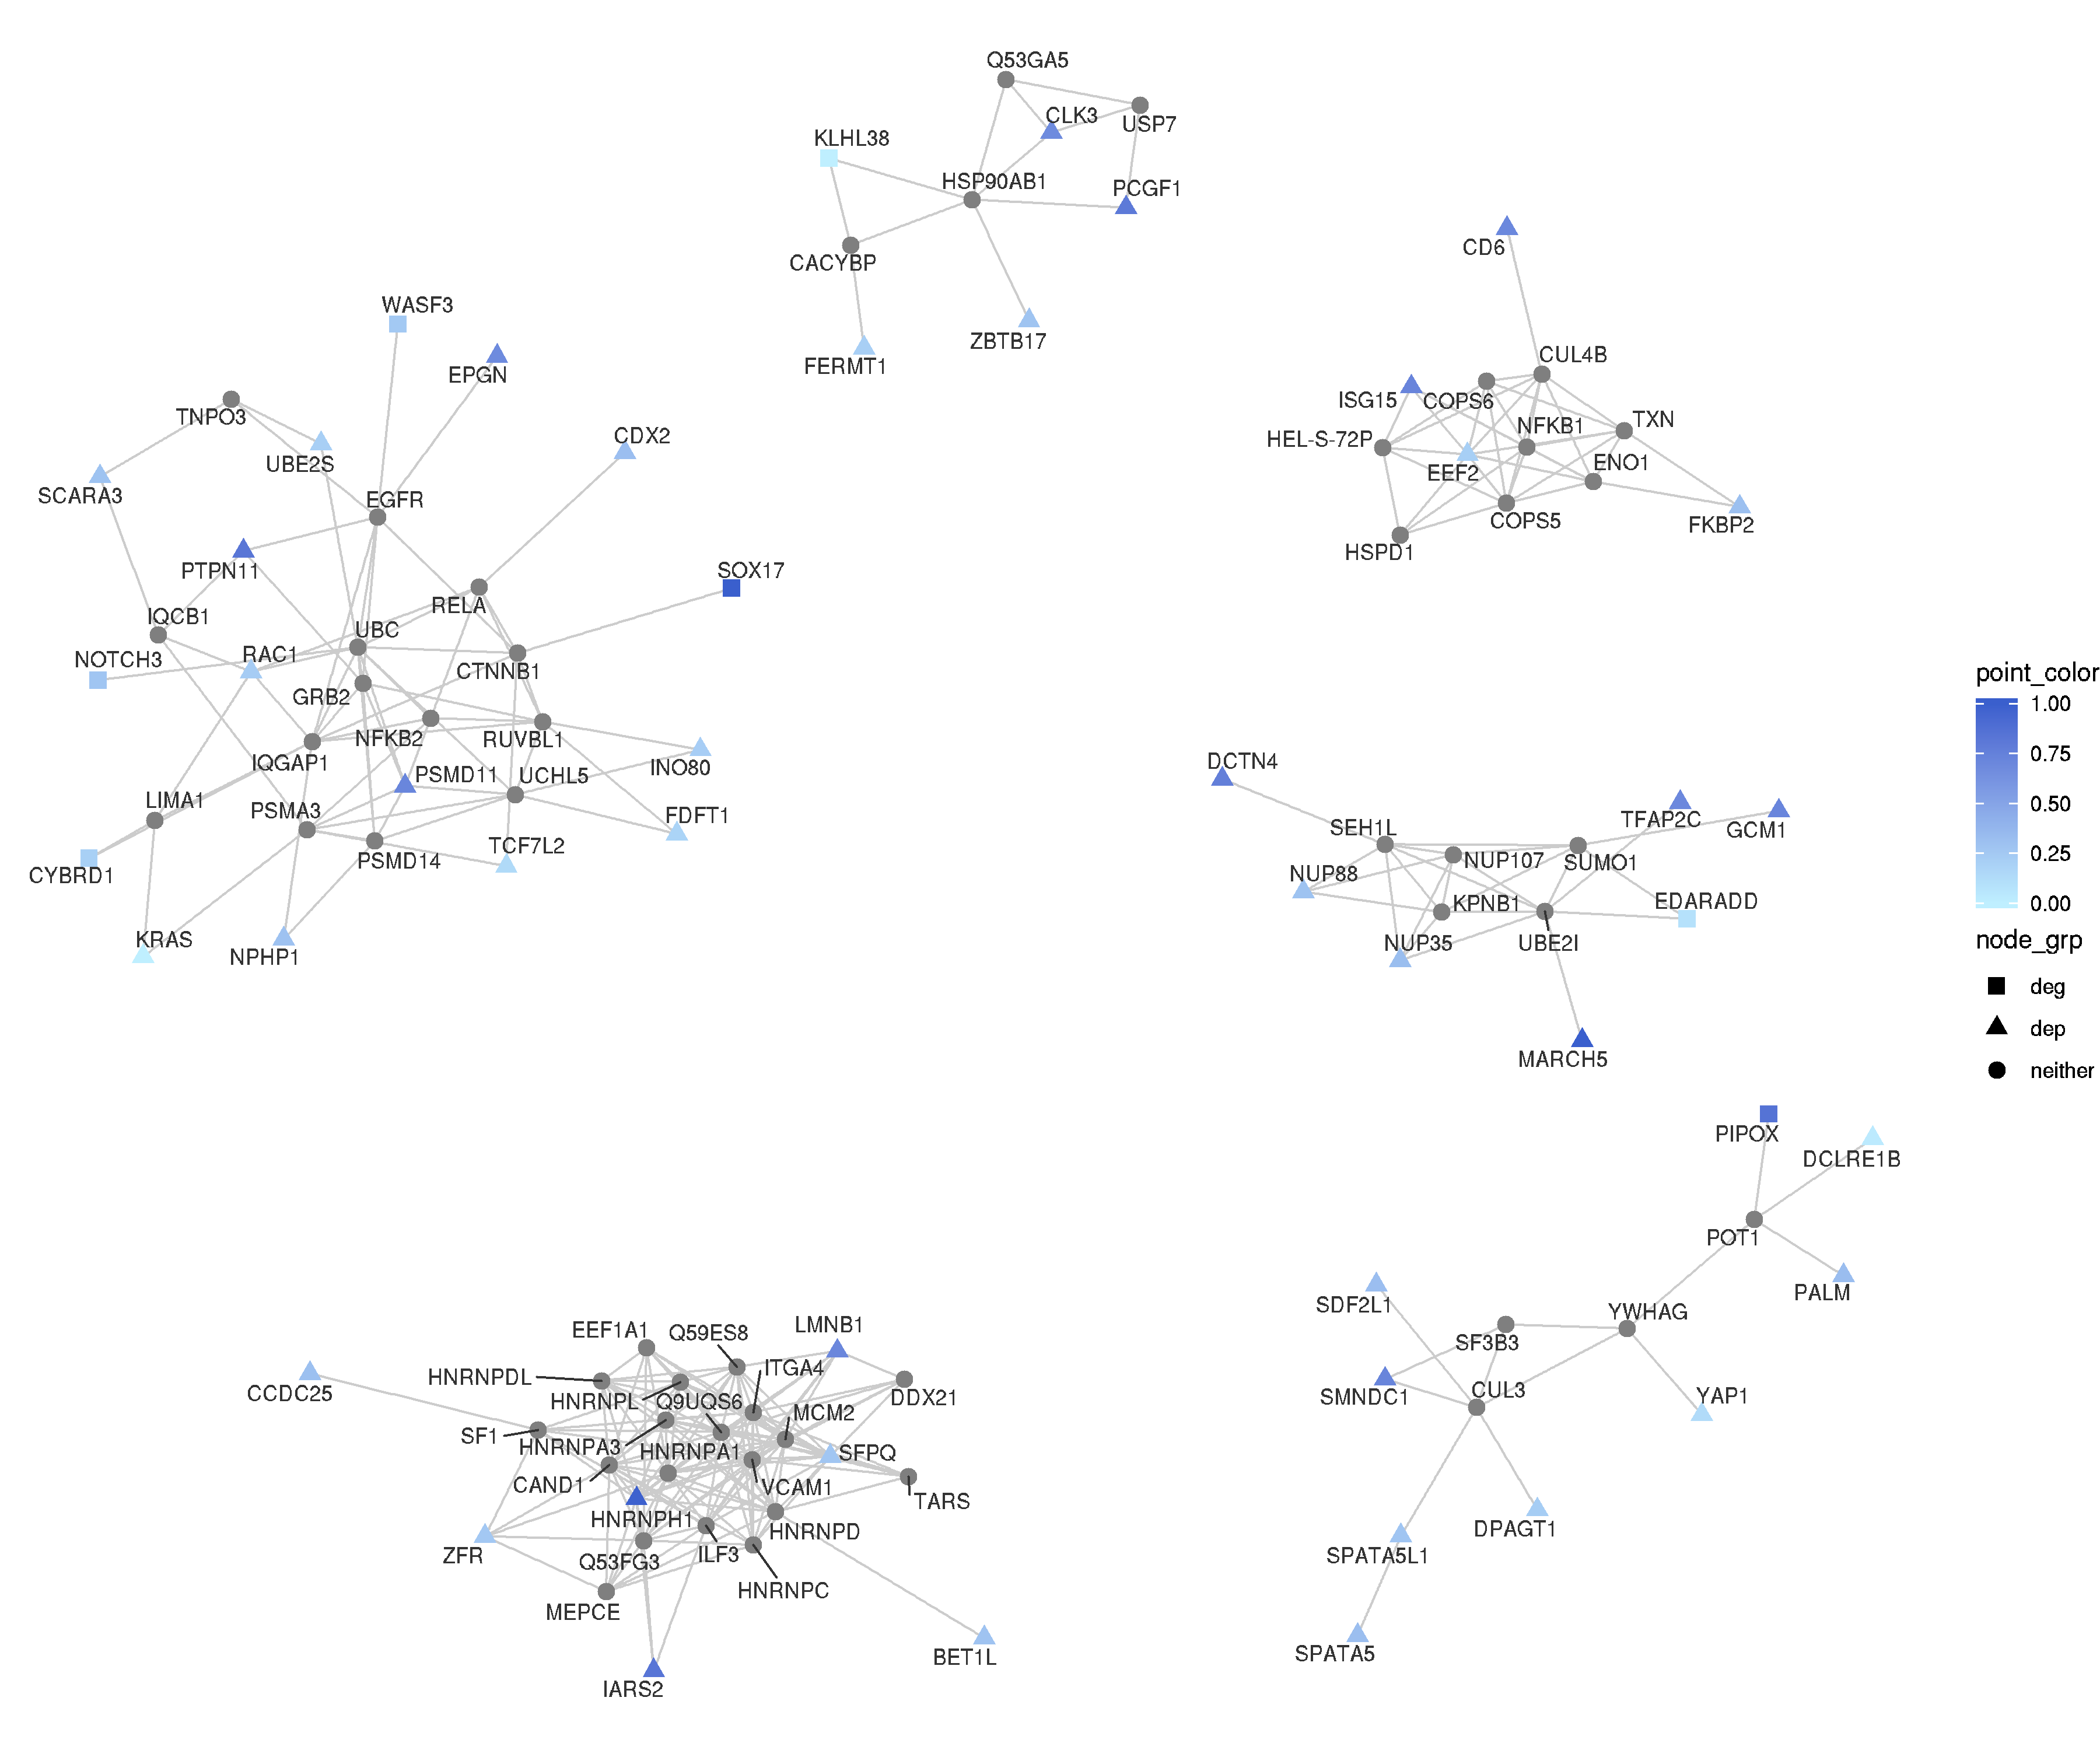 Q53GA5
CLK3
USP7
KLHL38
HSP90AB1
PCGF1
CACYBP
ZBTB17
FERMT1
CD6
CUL4B
ISG15
COPS6
TXN
NFKB1
HEL-S-72P
ENO1
EEF2
COPS5
FKBP2
HSPD1
WASF3
EPGN
TNPO3
CDX2
UBE2S
SCARA3
EGFR
PTPN11
SOX17
RELA
IQCB1
UBC
NOTCH3
RAC1
CTNNB1
GRB2
NFKB2
RUVBL1
IQGAP1
INO80
PSMD11
UCHL5
LIMA1
PSMA3
FDFT1
TCF7L2
PSMD14
CYBRD1
KRAS
NPHP1
DCTN4
TFAP2C
GCM1
SEH1L
NUP107
SUMO1
NUP88
KPNB1
EDARADD
NUP35
UBE2I
MARCH5
point_color
1.00
0.75
0.50
0.25
0.00
node_grp
deg
dep
neither
PIPOX
DCLRE1B
POT1
PALM
SDF2L1
YWHAG
SF3B3
SMNDC1
CUL3
YAP1
DPAGT1
SPATA5L1
SPATA5
LMNB1
EEF1A1
Q59ES8
ITGA4
HNRNPDL
CCDC25
HNRNPL
Q9UQS6
DDX21
MCM2
SF1
HNRNPA3
HNRNPA1
SFPQ
CAND1
VCAM1
TARS
HNRNPH1
HNRNPD
ZFR
Q53FG3
ILF3
HNRNPC
MEPCE
BET1L
IARS2